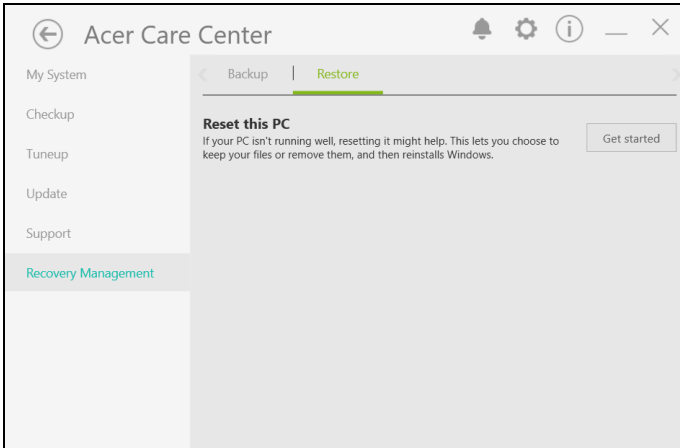 Acer Care Center
My System
Checkup
Tuneup
Update
Support
Recovery Management
Backup | Restore
Reset this PC
If your PC isn't running well, resetting it might help. This lets you choose to
keep your files or remove them, and then reinstalls Windows.
Get started